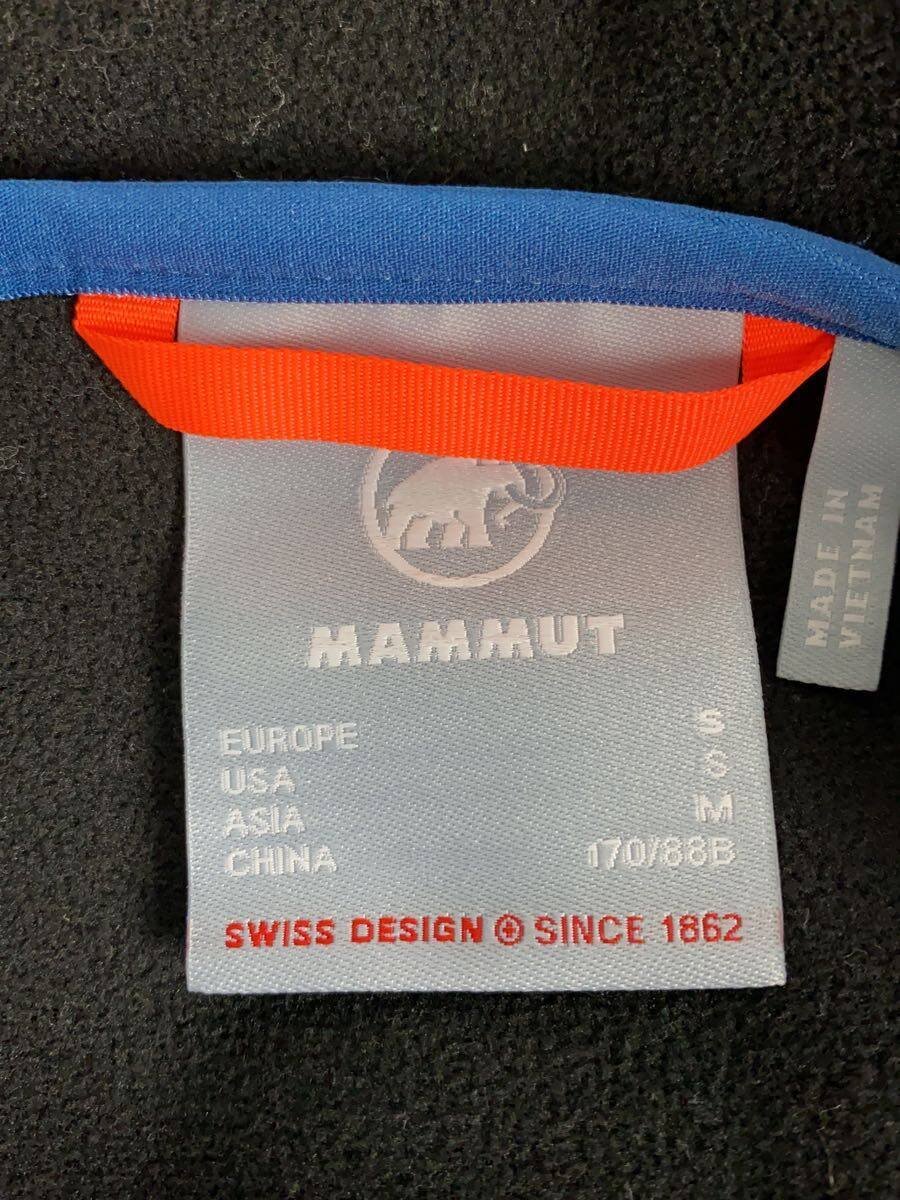 MAMMUT
EUROPE S
USA S
ASIA M
CHINA 170/88B
SWISS DESIGN SINCE 1862
MADE IN
VIETNAM